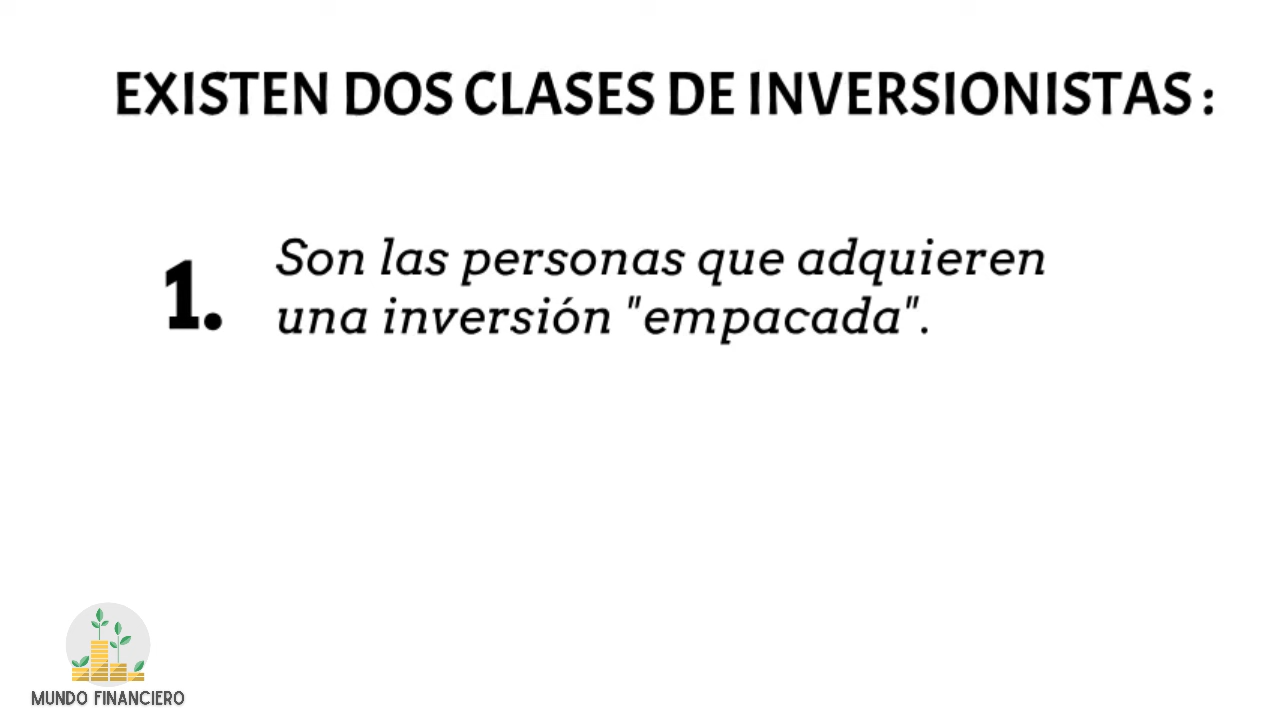 EXISTEN DOS CLASES DE INVERSIONISTAS :
1. Son las personas que adquieren
una inversión "empacada".
MUNDO FINANCIERO